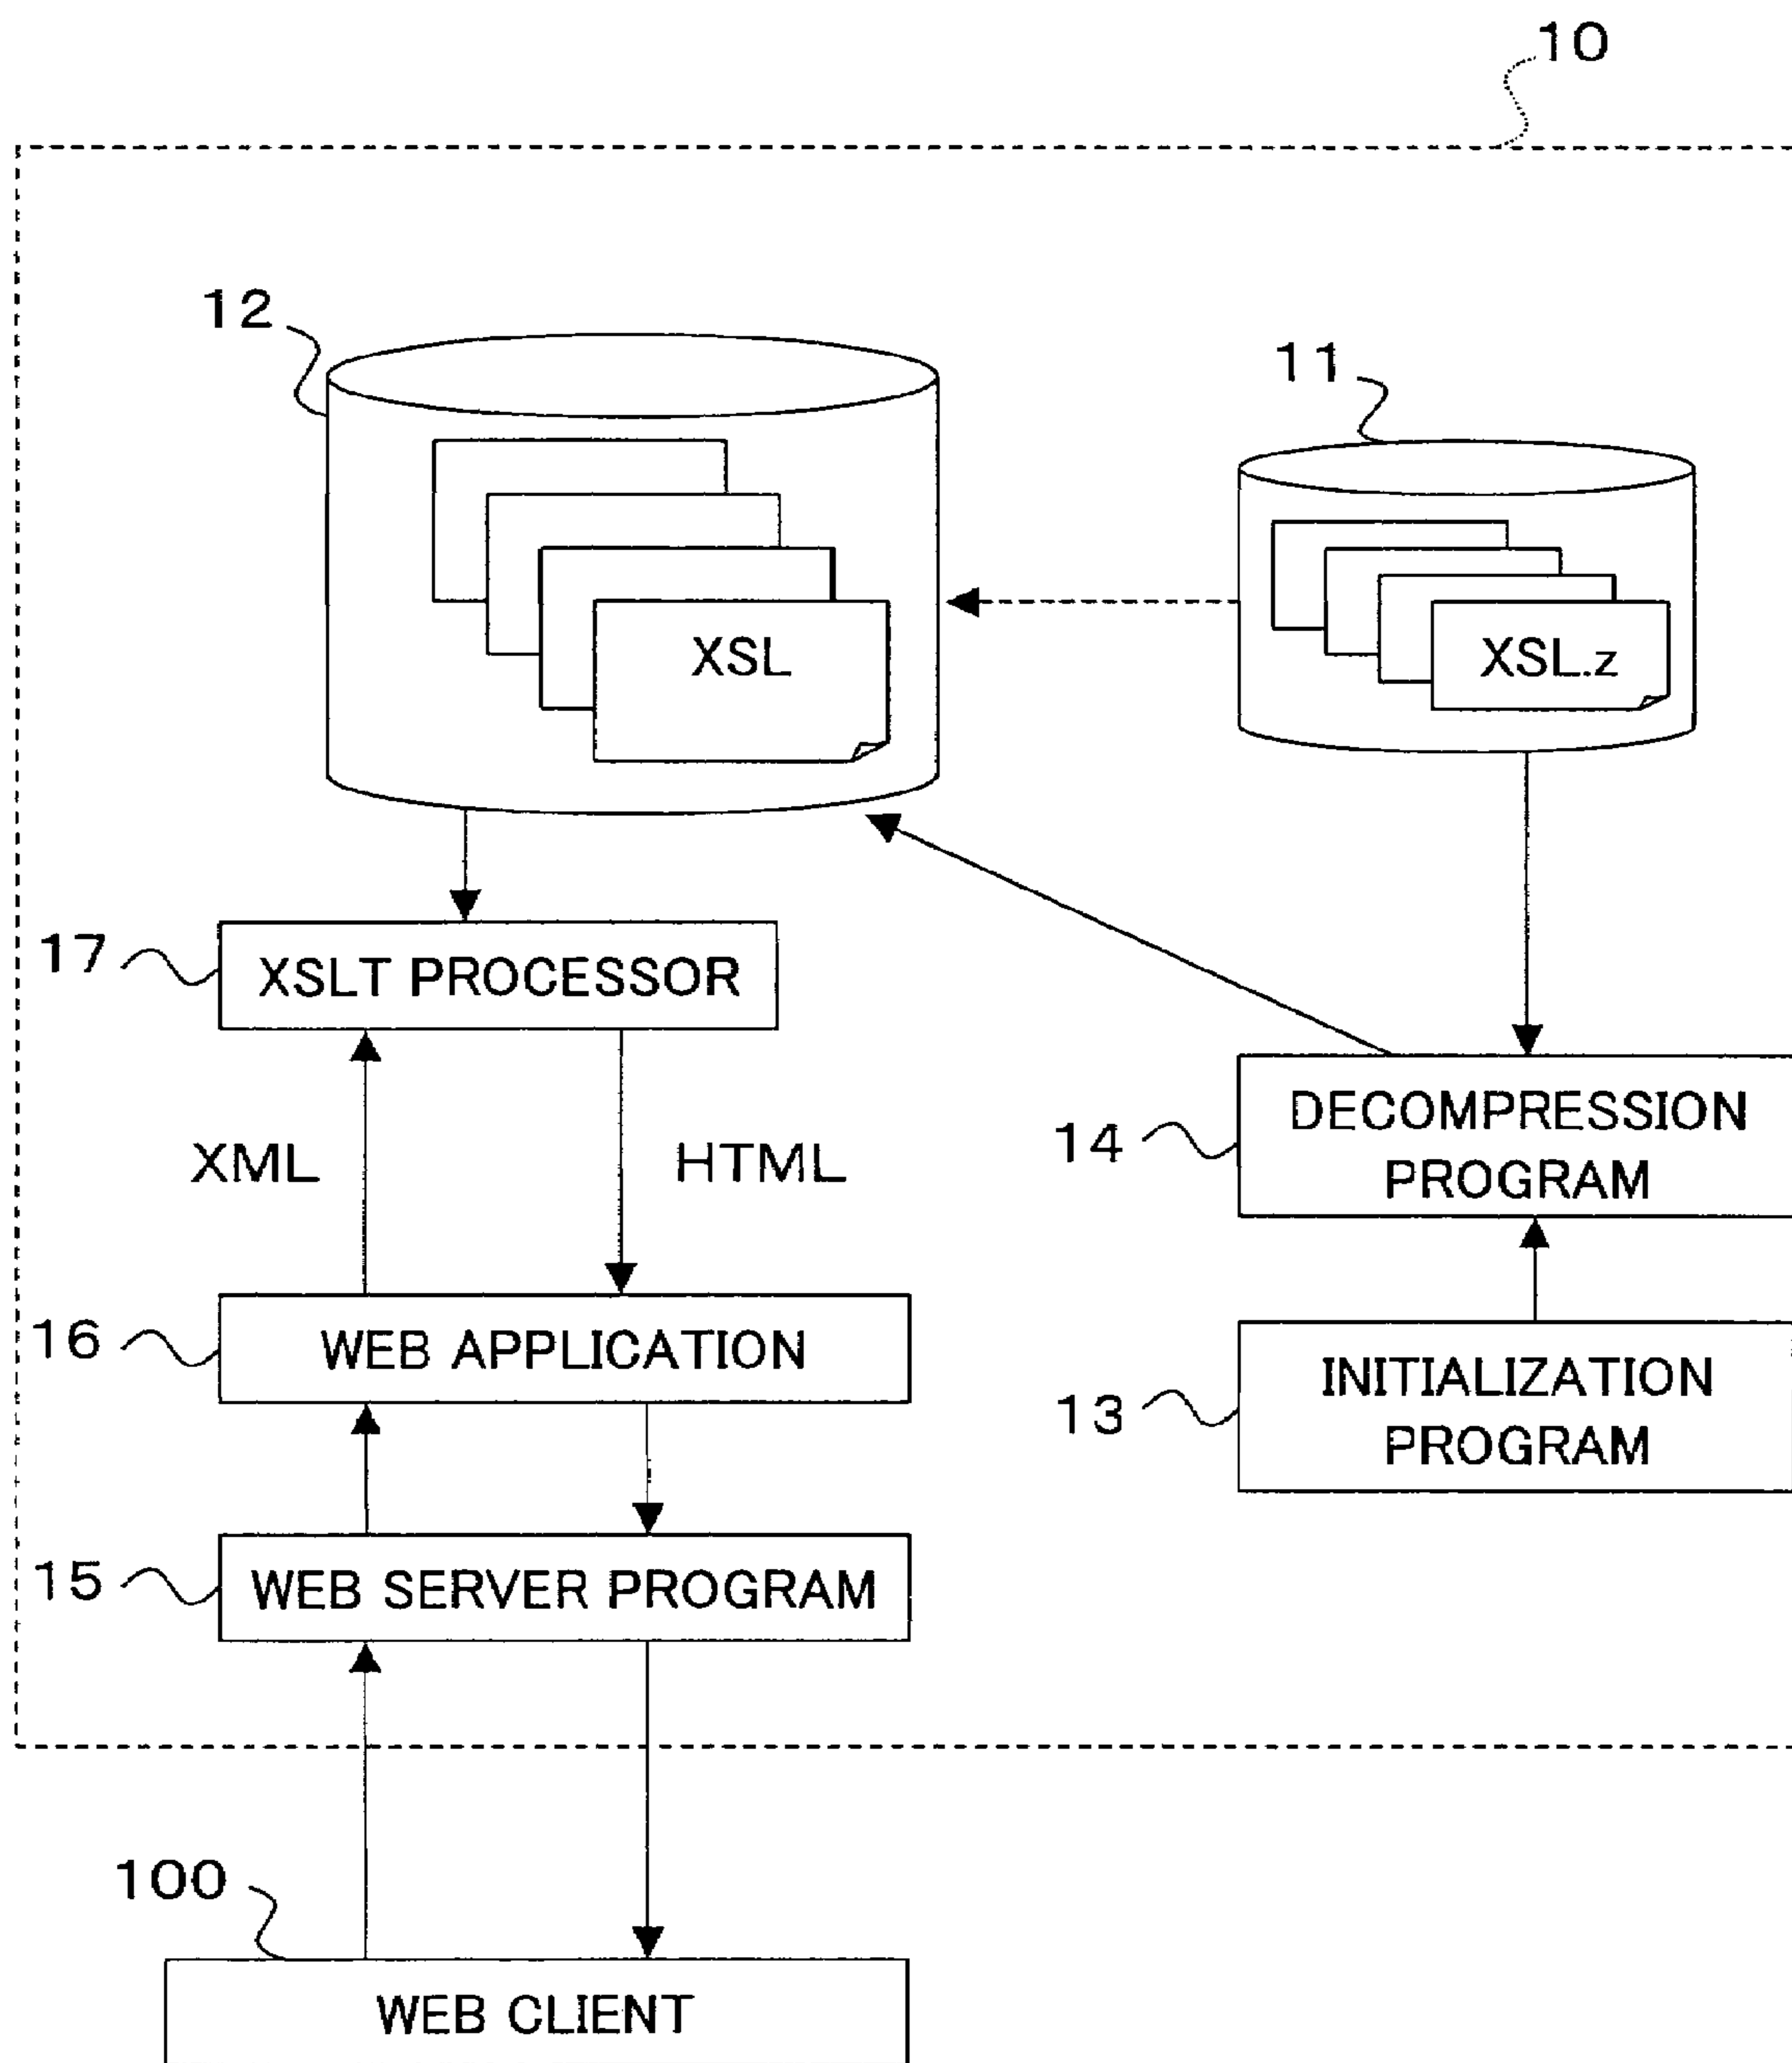 10
12
11
XSL
XSL.z
17
XSLT PROCESSOR
14
DECOMPRESSION
PROGRAM
XML
HTML
16
WEB APPLICATION
13
INITIALIZATION
PROGRAM
15
WEB SERVER PROGRAM
100
WEB CLIENT